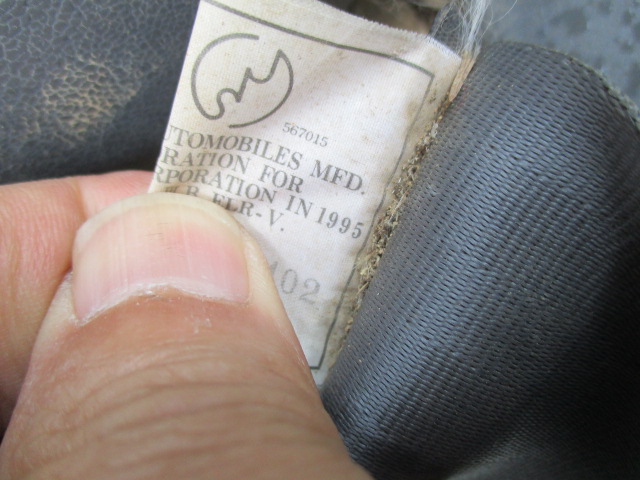 567015
UTOMOBILES MFD.
RATION FOR
RPORATION IN 1995
ELR-V.
102